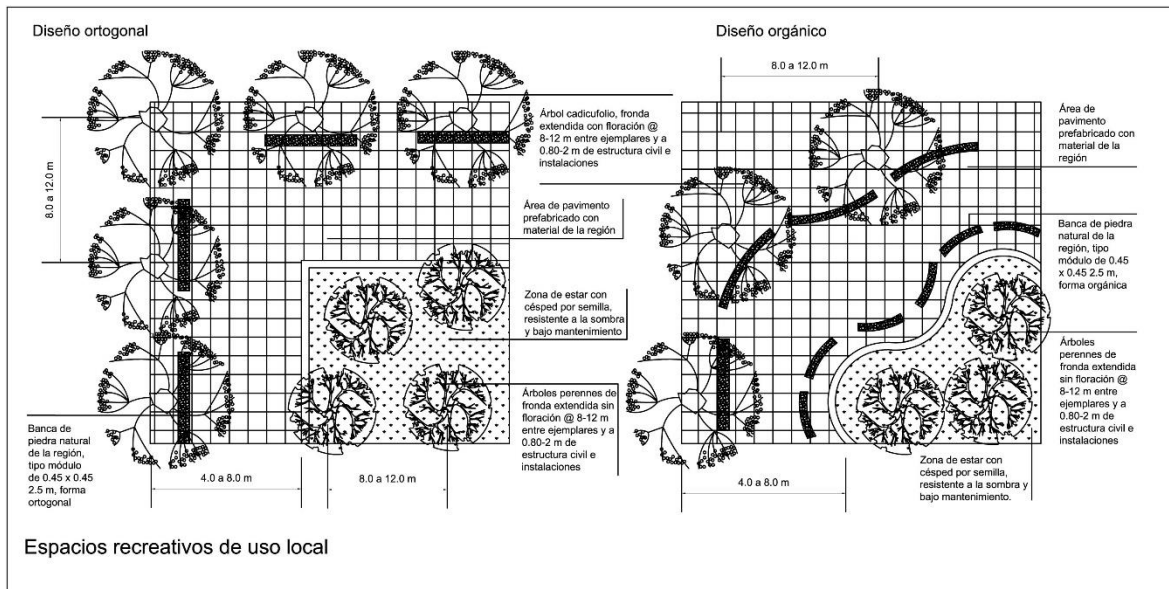 Diseño ortogonal
8.0 a 12.0 m
Árbol cadicufolio, fronda
extendida con floración @
8-12 m entre ejemplares y a
0.80-2 m de estructura civil e
instalaciones
Área de pavimento
prefabricado con
material de la región
Zona de estar con
césped por semilla,
resistente a la sombra
y bajo mantenimiento
Árboles perennes de
fronda extendida sin
floración @ 8-12 m
entre ejemplares y a
0.80-2 m de
estructura civil e
instalaciones
Banca de
piedra natural
de la región,
tipo módulo
de 0.45 x 0.45
2.5 m, forma
ortogonal
4.0 a 8.0 m
8.0 a 12.0 m
Diseño orgánico
8.0 a 12.0 m
Área de
pavimento
prefabricado con
material de la
región
Banca de piedra
natural de la
región, tipo
módulo de 0.45
x 0.45 2.5 m,
forma orgánica
Árboles
perennes de
fronda extendida
sin floración @
8-12 m entre
ejemplares y a
0.80-2 m de
estructura civil e
instalaciones
Zona de estar con
césped por semilla,
resistente a la sombra y
bajo mantenimiento.
4.0 a 8.0 m
Espacios recreativos de uso local